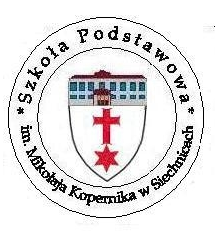 *Szkoła Podstawowa*
im. Mikołaja Kopernika w Siechnicach